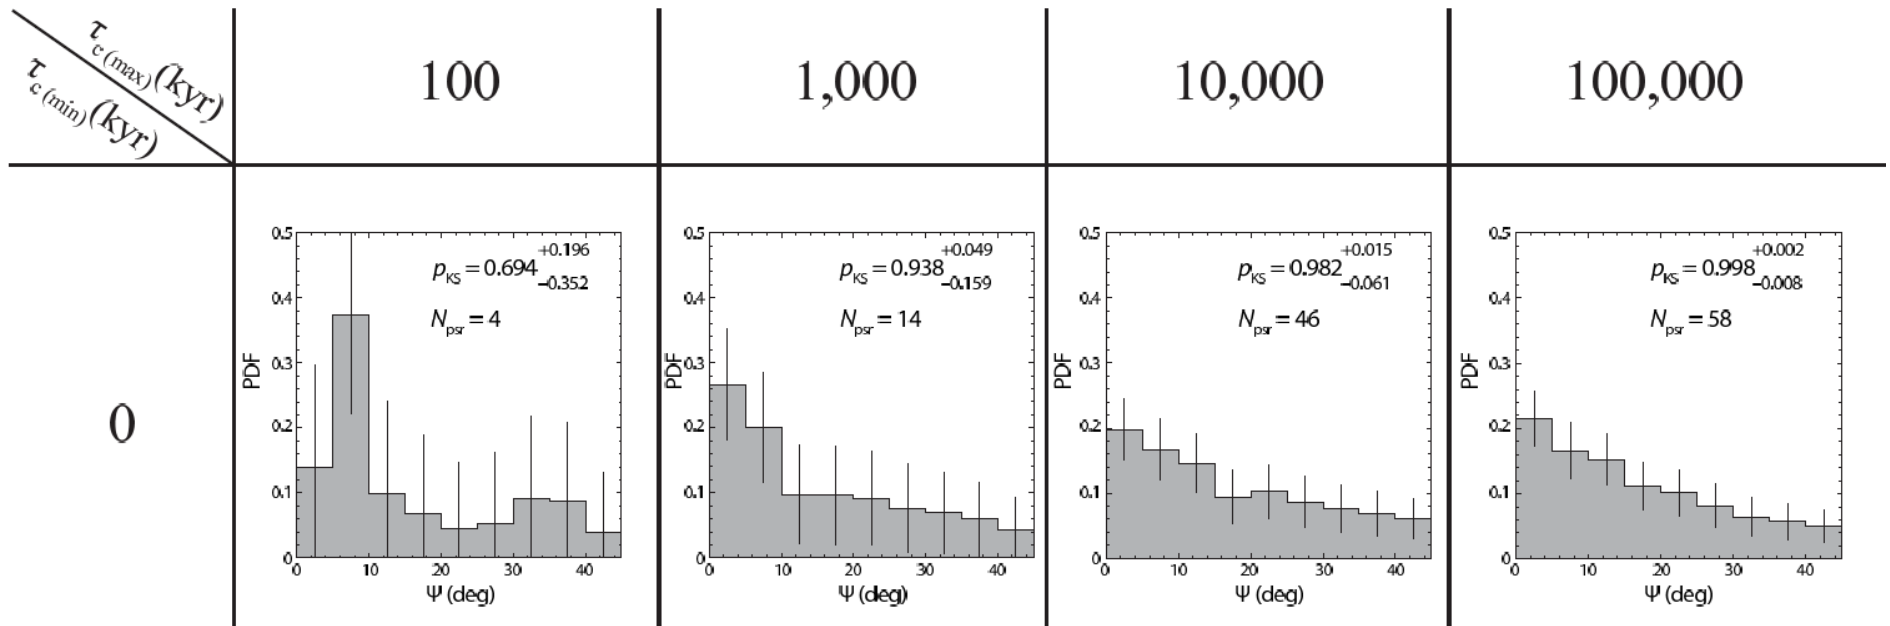 τc (max)(kyr)
τc (min)(kyr)
100
1,000
10,000
100,000
0
0.5
0.4
0.3
0.2
0.1
0
PDF
pKS = 0.694 +0.196 −0.352
Npsr = 4
0 10 20 30 40
Ψ (deg)
0.5
0.4
0.3
0.2
0.1
0
PDF
pKS = 0.938 +0.049 −0.159
Npsr = 14
0 10 20 30 40
Ψ (deg)
0.5
0.4
0.3
0.2
0.1
0
PDF
pKS = 0.982 +0.015 −0.061
Npsr = 46
0 10 20 30 40
Ψ (deg)
0.5
0.4
0.3
0.2
0.1
0
PDF
pKS = 0.998 +0.002 −0.008
Npsr = 58
0 10 20 30 40
Ψ (deg)